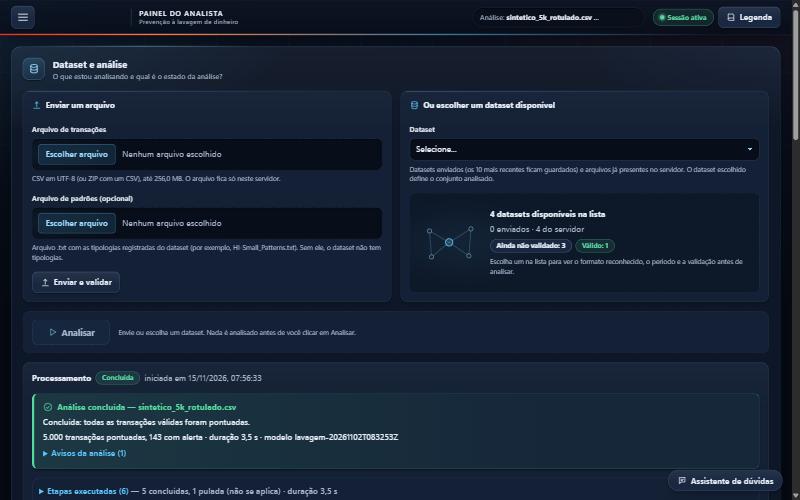 PAINEL DO ANALISTA
Prevenção à lavagem de dinheiro
Análise: sintetico_5k_rotulado.csv ...
Sessão ativa
Legenda
Dataset e análise
O que estou analisando e qual é o estado da análise?
Enviar um arquivo
Arquivo de transações
Escolher arquivo Nenhum arquivo escolhido
CSV em UTF-8 (ou ZIP com um CSV), até 256,0 MB. O arquivo fica só neste servidor.
Arquivo de padrões (opcional)
Escolher arquivo Nenhum arquivo escolhido
Arquivo .txt com as tipologias registradas do dataset (por exemplo, HI-Small_Patterns.txt). Sem ele, o dataset não tem
tipologias.
Enviar e validar
Ou escolher um dataset disponível
Dataset
Selecione...
Datasets enviados (os 10 mais recentes ficam guardados) e arquivos já presentes no servidor. O dataset escolhido
define o conjunto analisado.
4 datasets disponíveis na lista
0 enviados · 4 do servidor
Ainda não validado: 3 Válido: 1
Escolha um na lista para ver o formato reconhecido, o período e a validação antes de
analisar.
Analisar
Envie ou escolha um dataset. Nada é analisado antes de você clicar em Analisar.
Processamento Concluída iniciada em 15/11/2026, 07:56:33
Análise concluída — sintetico_5k_rotulado.csv
Concluída: todas as transações válidas foram pontuadas.
5.000 transações pontuadas, 143 com alerta · duração 3,5 s · modelo lavagem-20261102T083253Z
Avisos da análise (1)
Etapas executadas (6) — 5 concluídas, 1 pulada (não se aplica) · duração 3,5 s
Assistente de dúvidas